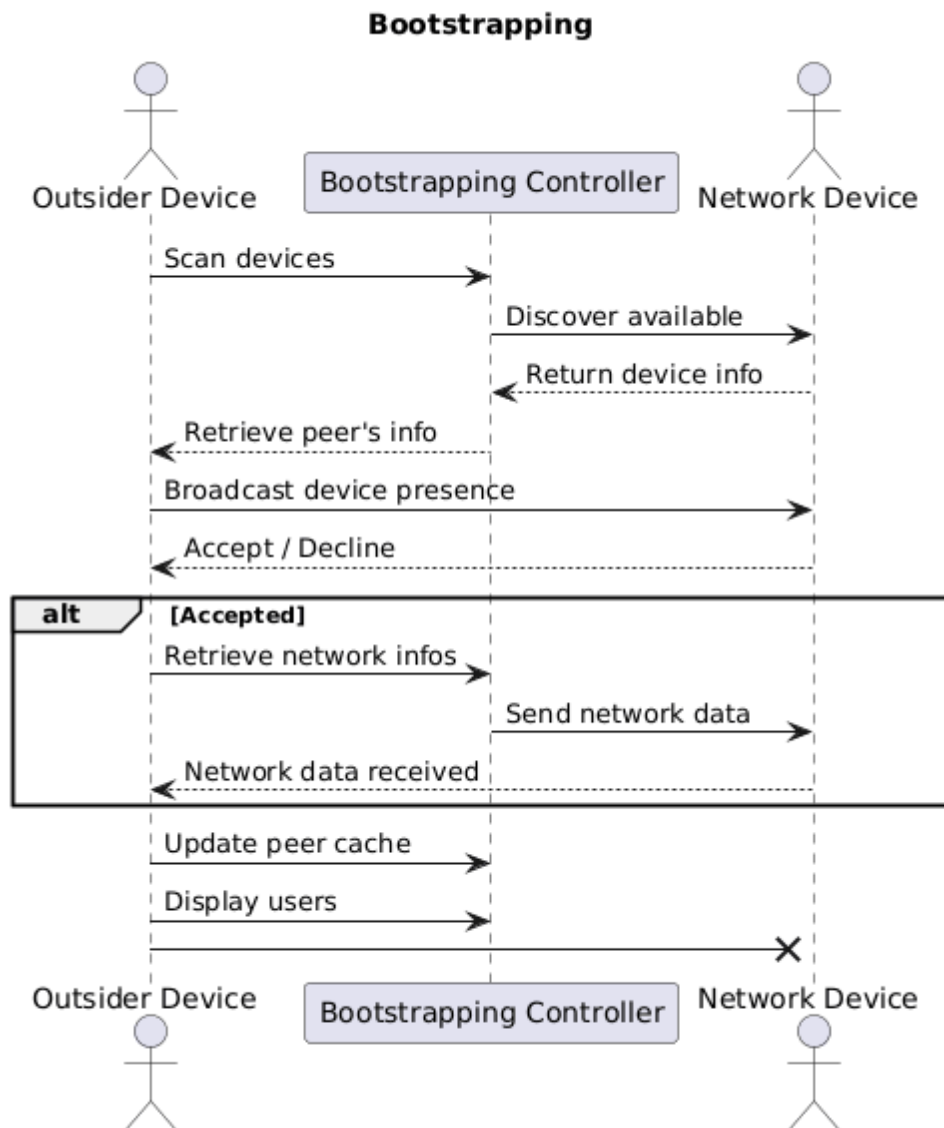 Bootstrapping
Outsider Device
Bootstrapping Controller
Network Device
Scan devices
Discover available
Return device info
Retrieve peer's info
Broadcast device presence
Accept / Decline
alt
[Accepted]
Retrieve network infos
Send network data
Network data received
Update peer cache
Display users
Outsider Device
Bootstrapping Controller
Network Device